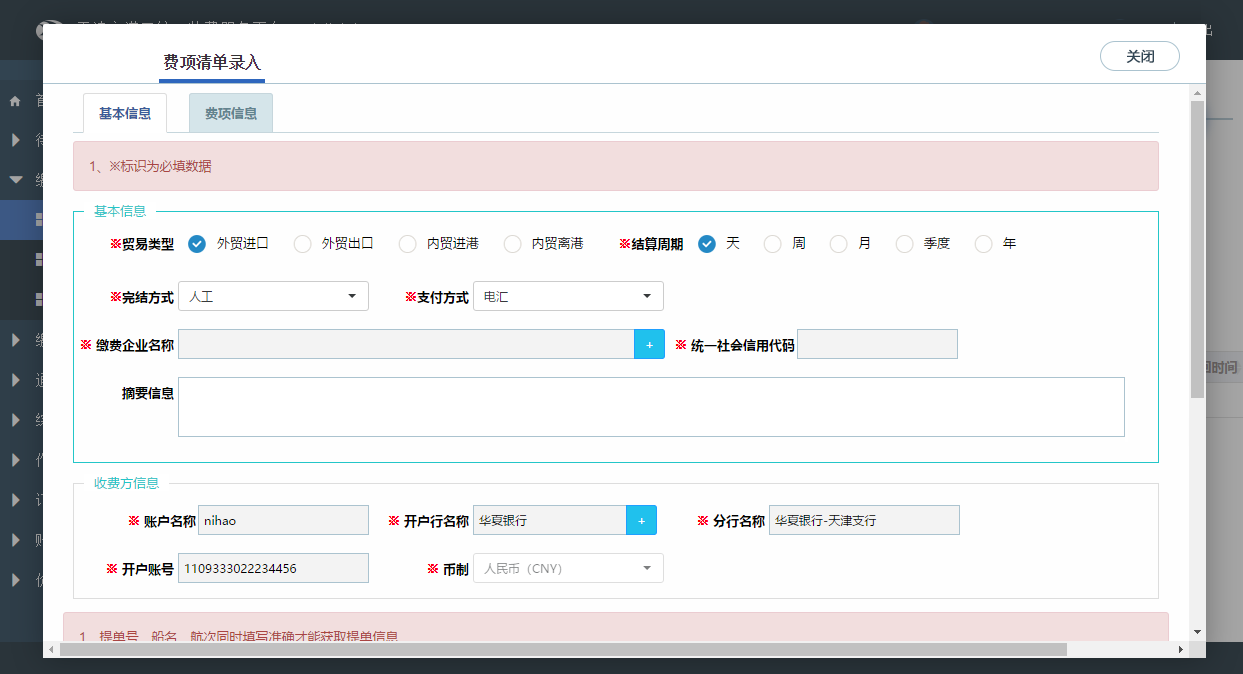 费项清单录入
关闭
基本信息 费项信息
1、※标识为必填数据
基本信息
※贸易类型 外贸进口 外贸出口 内贸进港 内贸离港 ※结算周期 天 周 月 季度 年
※完结方式 人工 ※支付方式 电汇
※ 缴费企业名称 + ※ 统一社会信用代码
摘要信息
回时间
收费方信息
※ 账户名称 nihao ※ 开户行名称 华夏银行 + ※ 分行名称 华夏银行-天津支行
※ 开户账号 1109333022234456 ※ 币制 人民币（CNY）
1、提单号、船名、航次同时填写准确才能获取提单信息